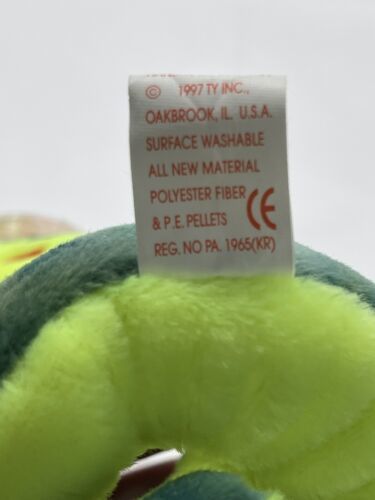 © 1997 TY INC.,
OAKBROOK, IL. U.S.A.
SURFACE WASHABLE
ALL NEW MATERIAL
POLYESTER FIBER
& P.E. PELLETS CE
REG. NO PA. 1965(KR)